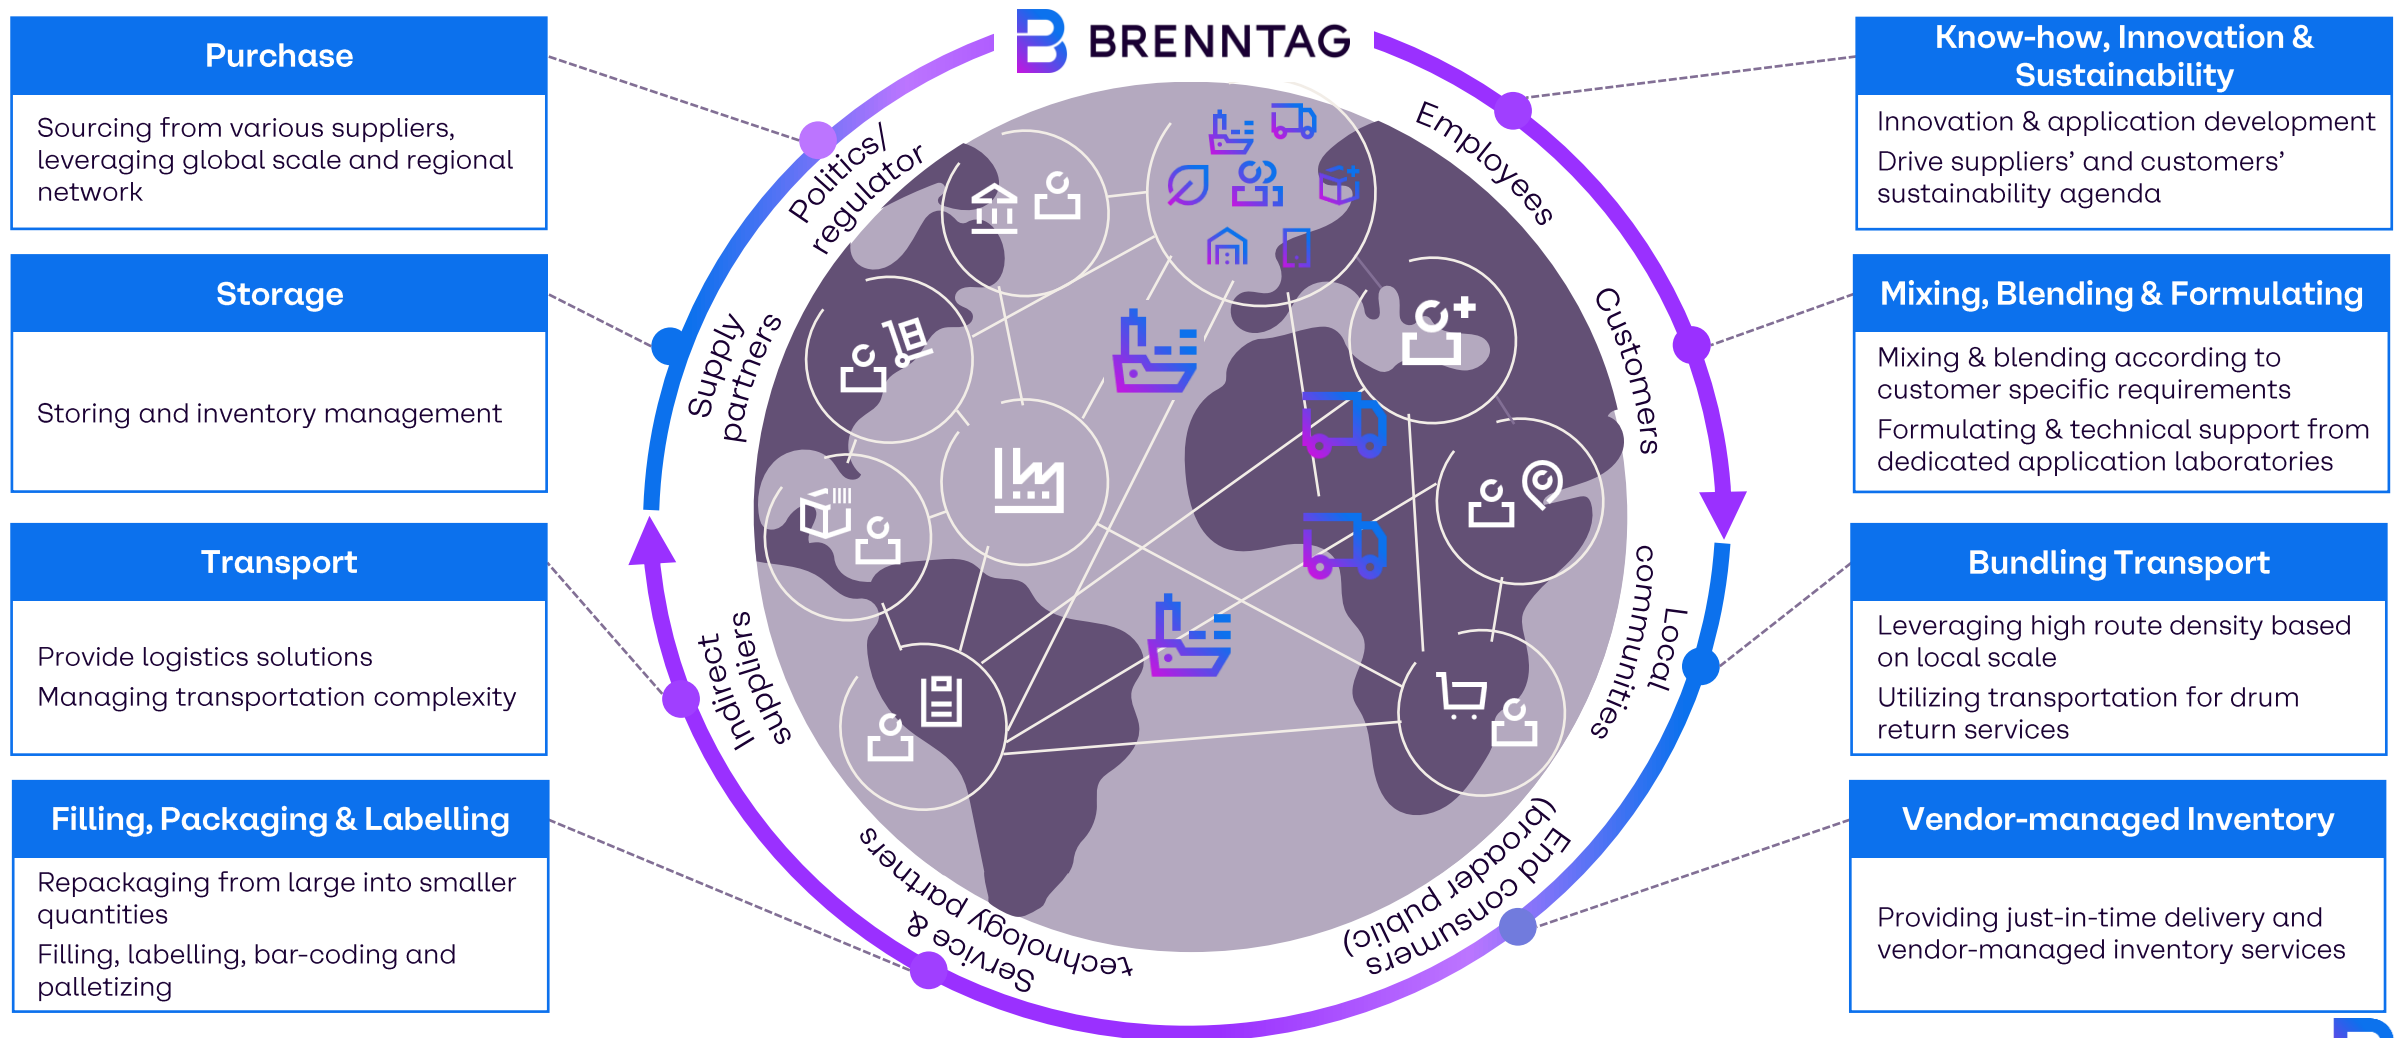 BRENNTAG
Purchase
Sourcing from various suppliers,
leveraging global scale and regional
network
Storage
Storing and inventory management
Transport
Provide logistics solutions
Managing transportation complexity
Filling, Packaging & Labelling
Repackaging from large into smaller
quantities
Filling, labelling, bar-coding and
palletizing
Politics/
regulator
Supply
partners
Indirect
suppliers
Service &
technology partners
Employees
Customers
Local
communities
End consumers
(broader public)
Know-how, Innovation &
Sustainability
Innovation & application development
Drive suppliers’ and customers’
sustainability agenda
Mixing, Blending & Formulating
Mixing & blending according to
customer specific requirements
Formulating & technical support from
dedicated application laboratories
Bundling Transport
Leveraging high route density based
on local scale
Utilizing transportation for drum
return services
Vendor-managed Inventory
Providing just-in-time delivery and
vendor-managed inventory services